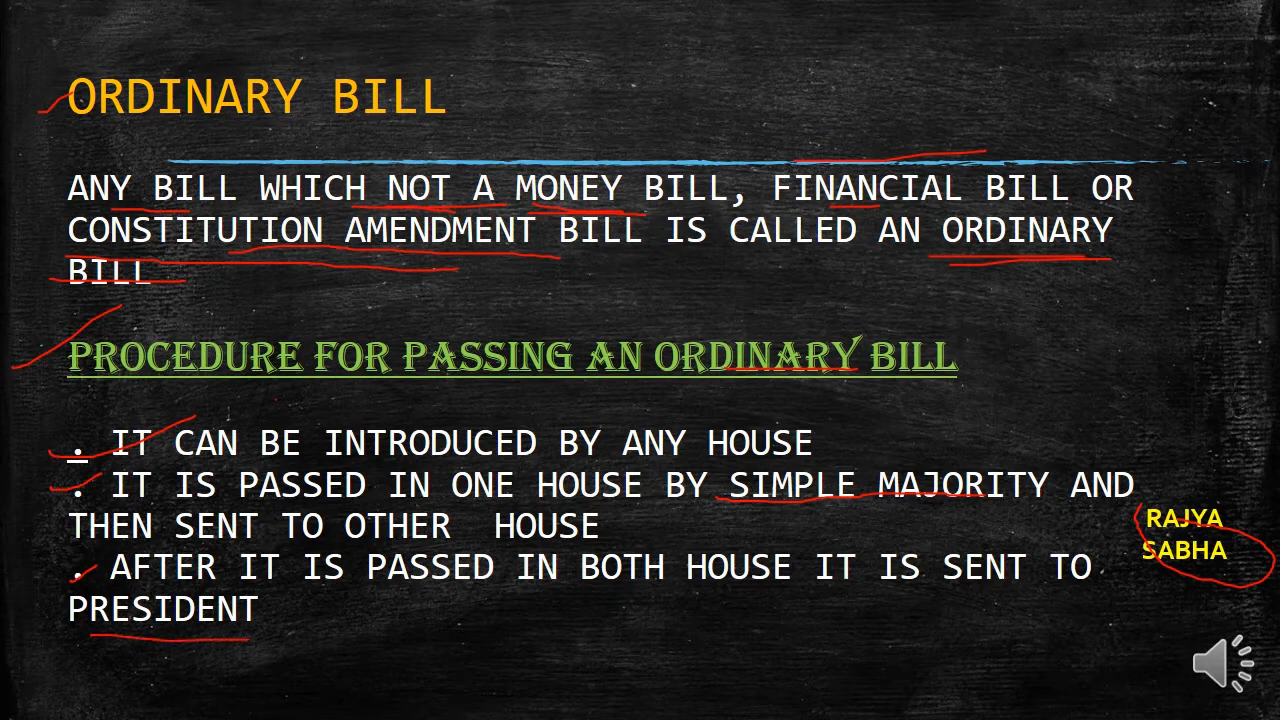 ORDINARY BILL
ANY BILL WHICH NOT A MONEY BILL, FINANCIAL BILL OR
CONSTITUTION AMENDMENT BILL IS CALLED AN ORDINARY
BILL
PROCEDURE FOR PASSING AN ORDINARY BILL
. IT CAN BE INTRODUCED BY ANY HOUSE
. IT IS PASSED IN ONE HOUSE BY SIMPLE MAJORITY AND
THEN SENT TO OTHER HOUSE
. AFTER IT IS PASSED IN BOTH HOUSE IT IS SENT TO
PRESIDENT
RAJYA
SABHA